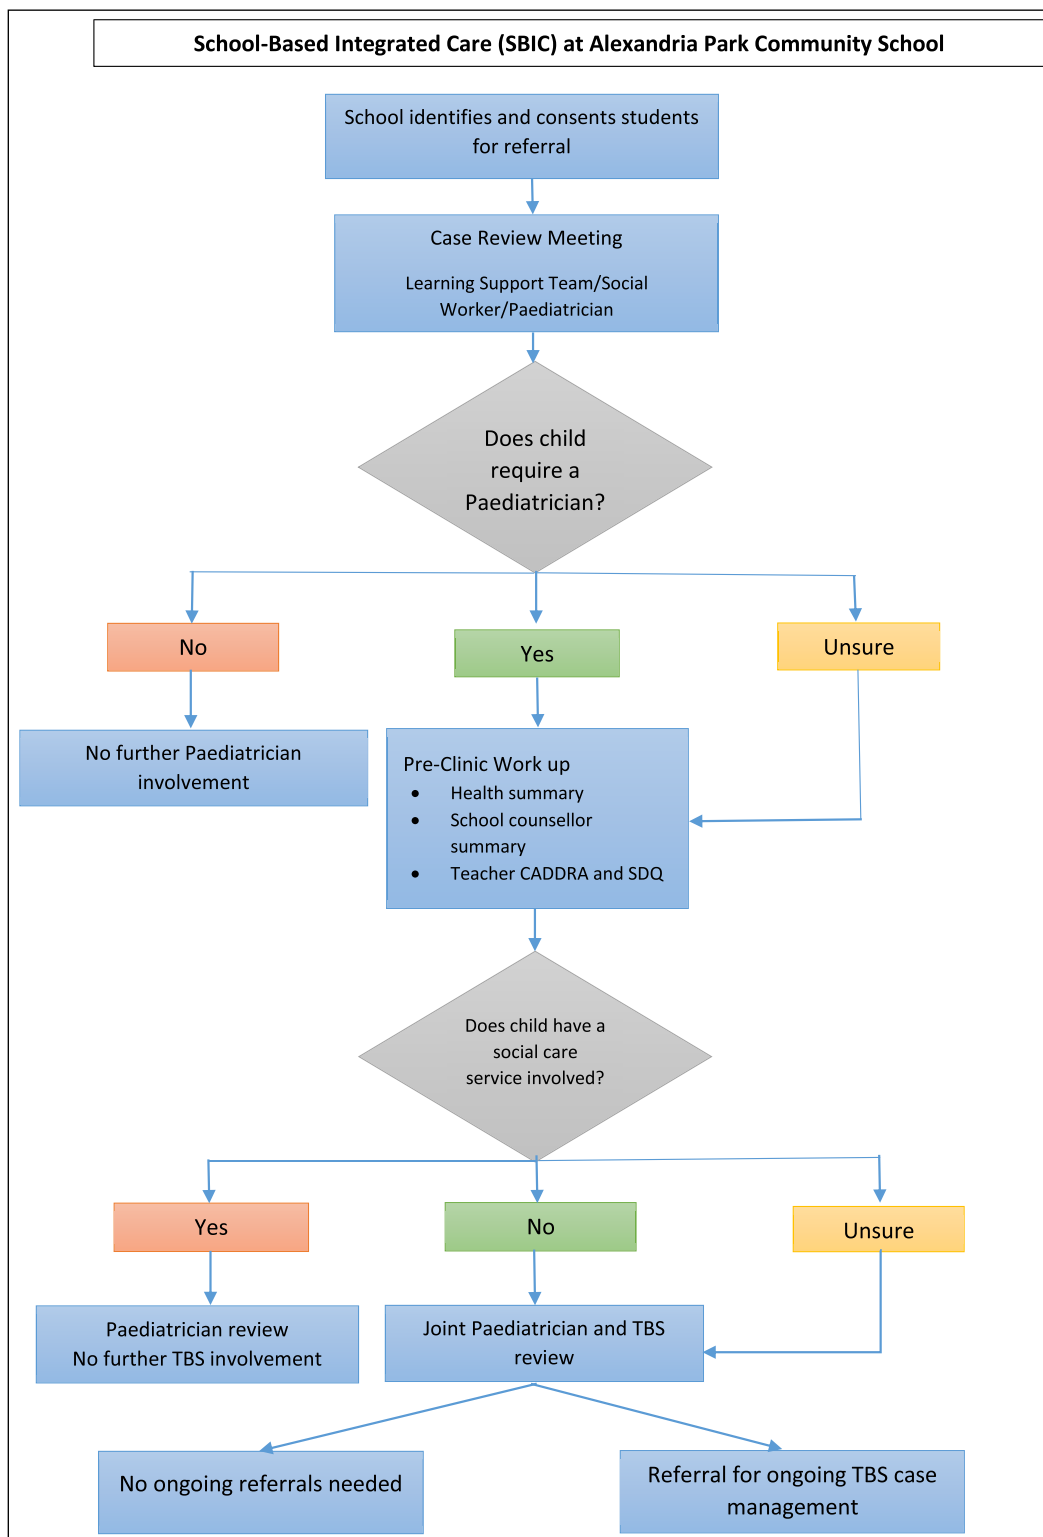 School-Based Integrated Care (SBIC) at Alexandria Park Community School
School identifies and consents students
for referral
Case Review Meeting
Learning Support Team/Social
Worker/Paediatrician
Does child
require a
Paediatrician?
No
Yes
Unsure
No further Paediatrician
involvement
Pre-Clinic Work up
• Health summary
• School counsellor
summary
• Teacher CADDRA and SDQ
Does child have a
social care
service involved?
Yes
No
Unsure
Paediatrician review
No further TBS involvement
Joint Paediatrician and TBS
review
No ongoing referrals needed
Referral for ongoing TBS case
management